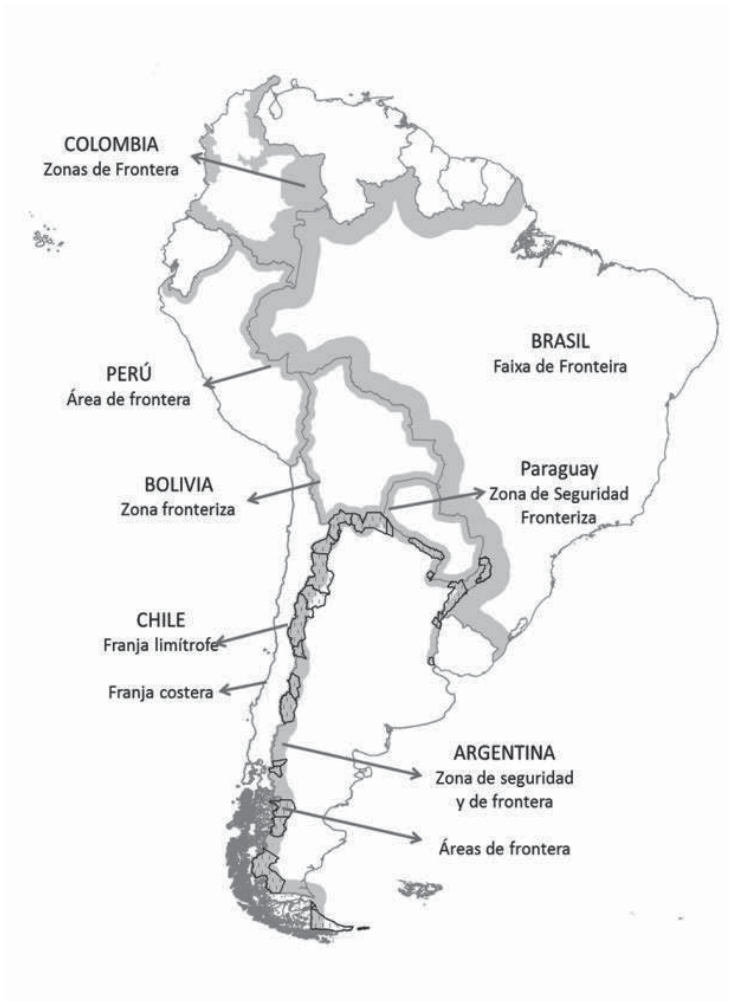 COLOMBIA
Zonas de Frontera
BRASIL
Faixa de Fronteira
PERÚ
Área de frontera
Paraguay
Zona de Seguridad
Fronteriza
BOLIVIA
Zona fronteriza
CHILE
Franja limítrofe
Franja costera
ARGENTINA
Zona de seguridad
y de frontera
Áreas de frontera